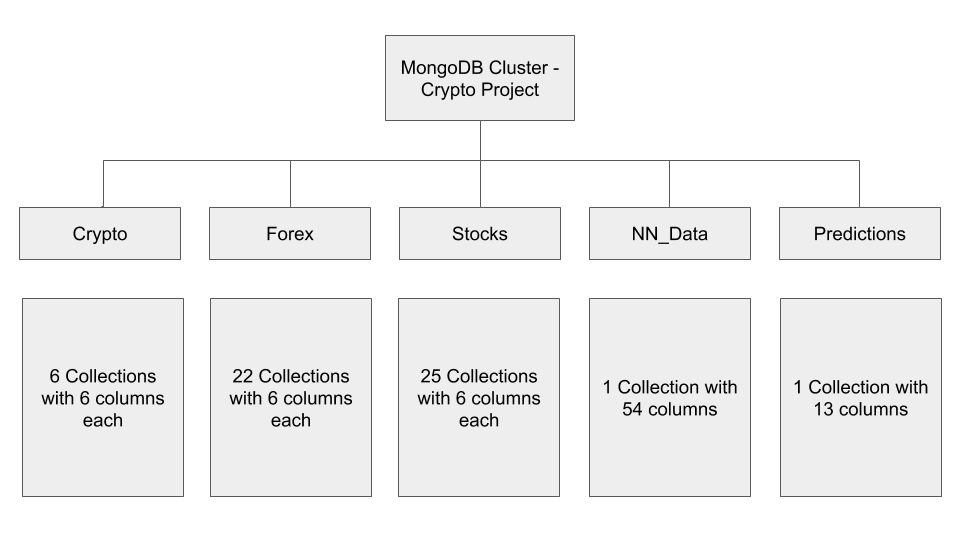 MongoDB Cluster -
Crypto Project
Crypto
Forex
Stocks
NN_Data
Predictions
6 Collections
with 6 columns
each
22 Collections
with 6 columns
each
25 Collections
with 6 columns
each
1 Collection with
54 columns
1 Collection with
13 columns